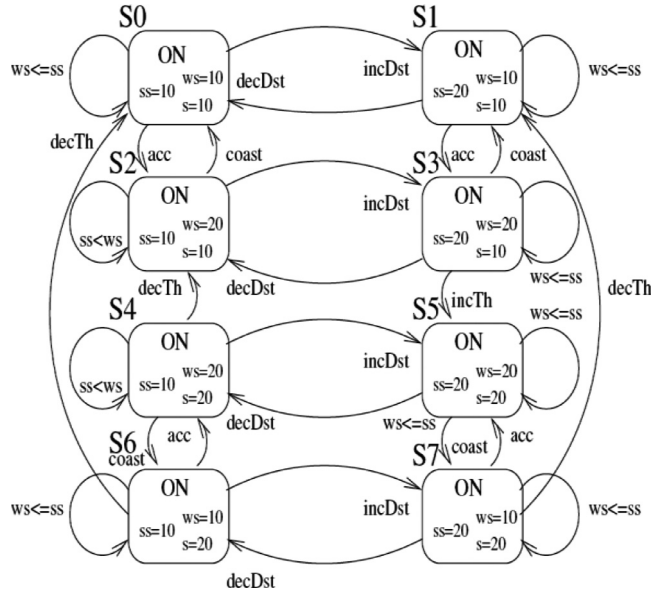 S0
ON
ws=10
ss=10
s=10
ws<=ss
S1
ON
ws=10
ss=20
s=10
ws<=ss
incDst
decDst
decTh
acc
coast
acc
coast
S2
ON
ws=20
ss=10
s=10
ss<ws
S3
ON
ws=20
ss=20
s=10
ws<=ss
incDst
decDst
decTh
incTh
decTh
S4
ON
ws=20
ss=10
s=20
ss<ws
S5
ON
ws=20
ss=20
s=20
ws<=ss
incDst
decDst
ws<=ss
coast
acc
coast
acc
S6
ON
ws=10
ss=10
s=20
ws<=ss
S7
ON
ws=10
ss=20
s=20
ws<=ss
incDst
decDst